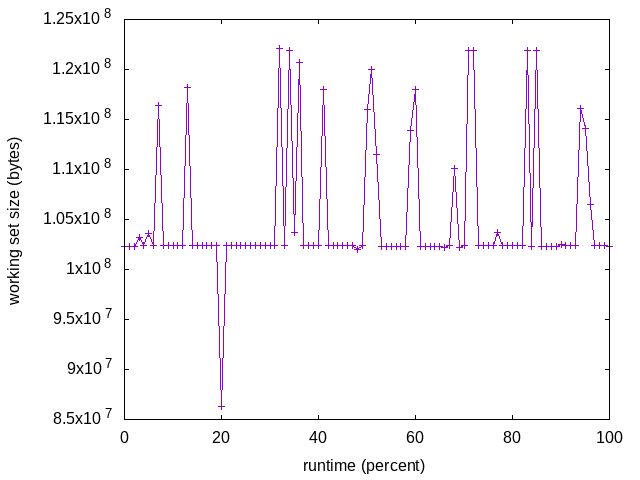 1.25x10^8
1.2x10^8
1.15x10^8
1.1x10^8
1.05x10^8
1x10^8
9.5x10^7
9x10^7
8.5x10^7
working set size (bytes)
0 20 40 60 80 100
runtime (percent)